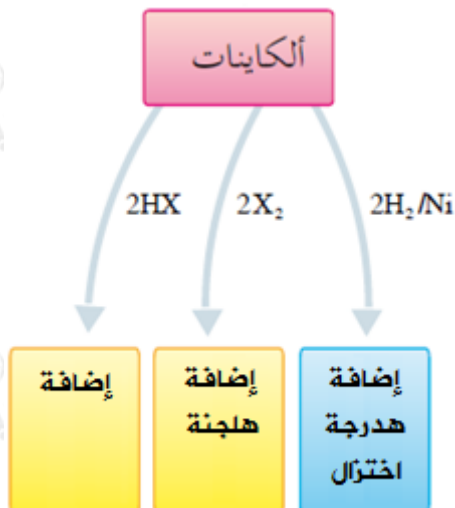 ألكاينات
2H₂/Ni
2X₂
2HX
إضافة
هدرجة
اختزال
إضافة
هلجنة
إضافة